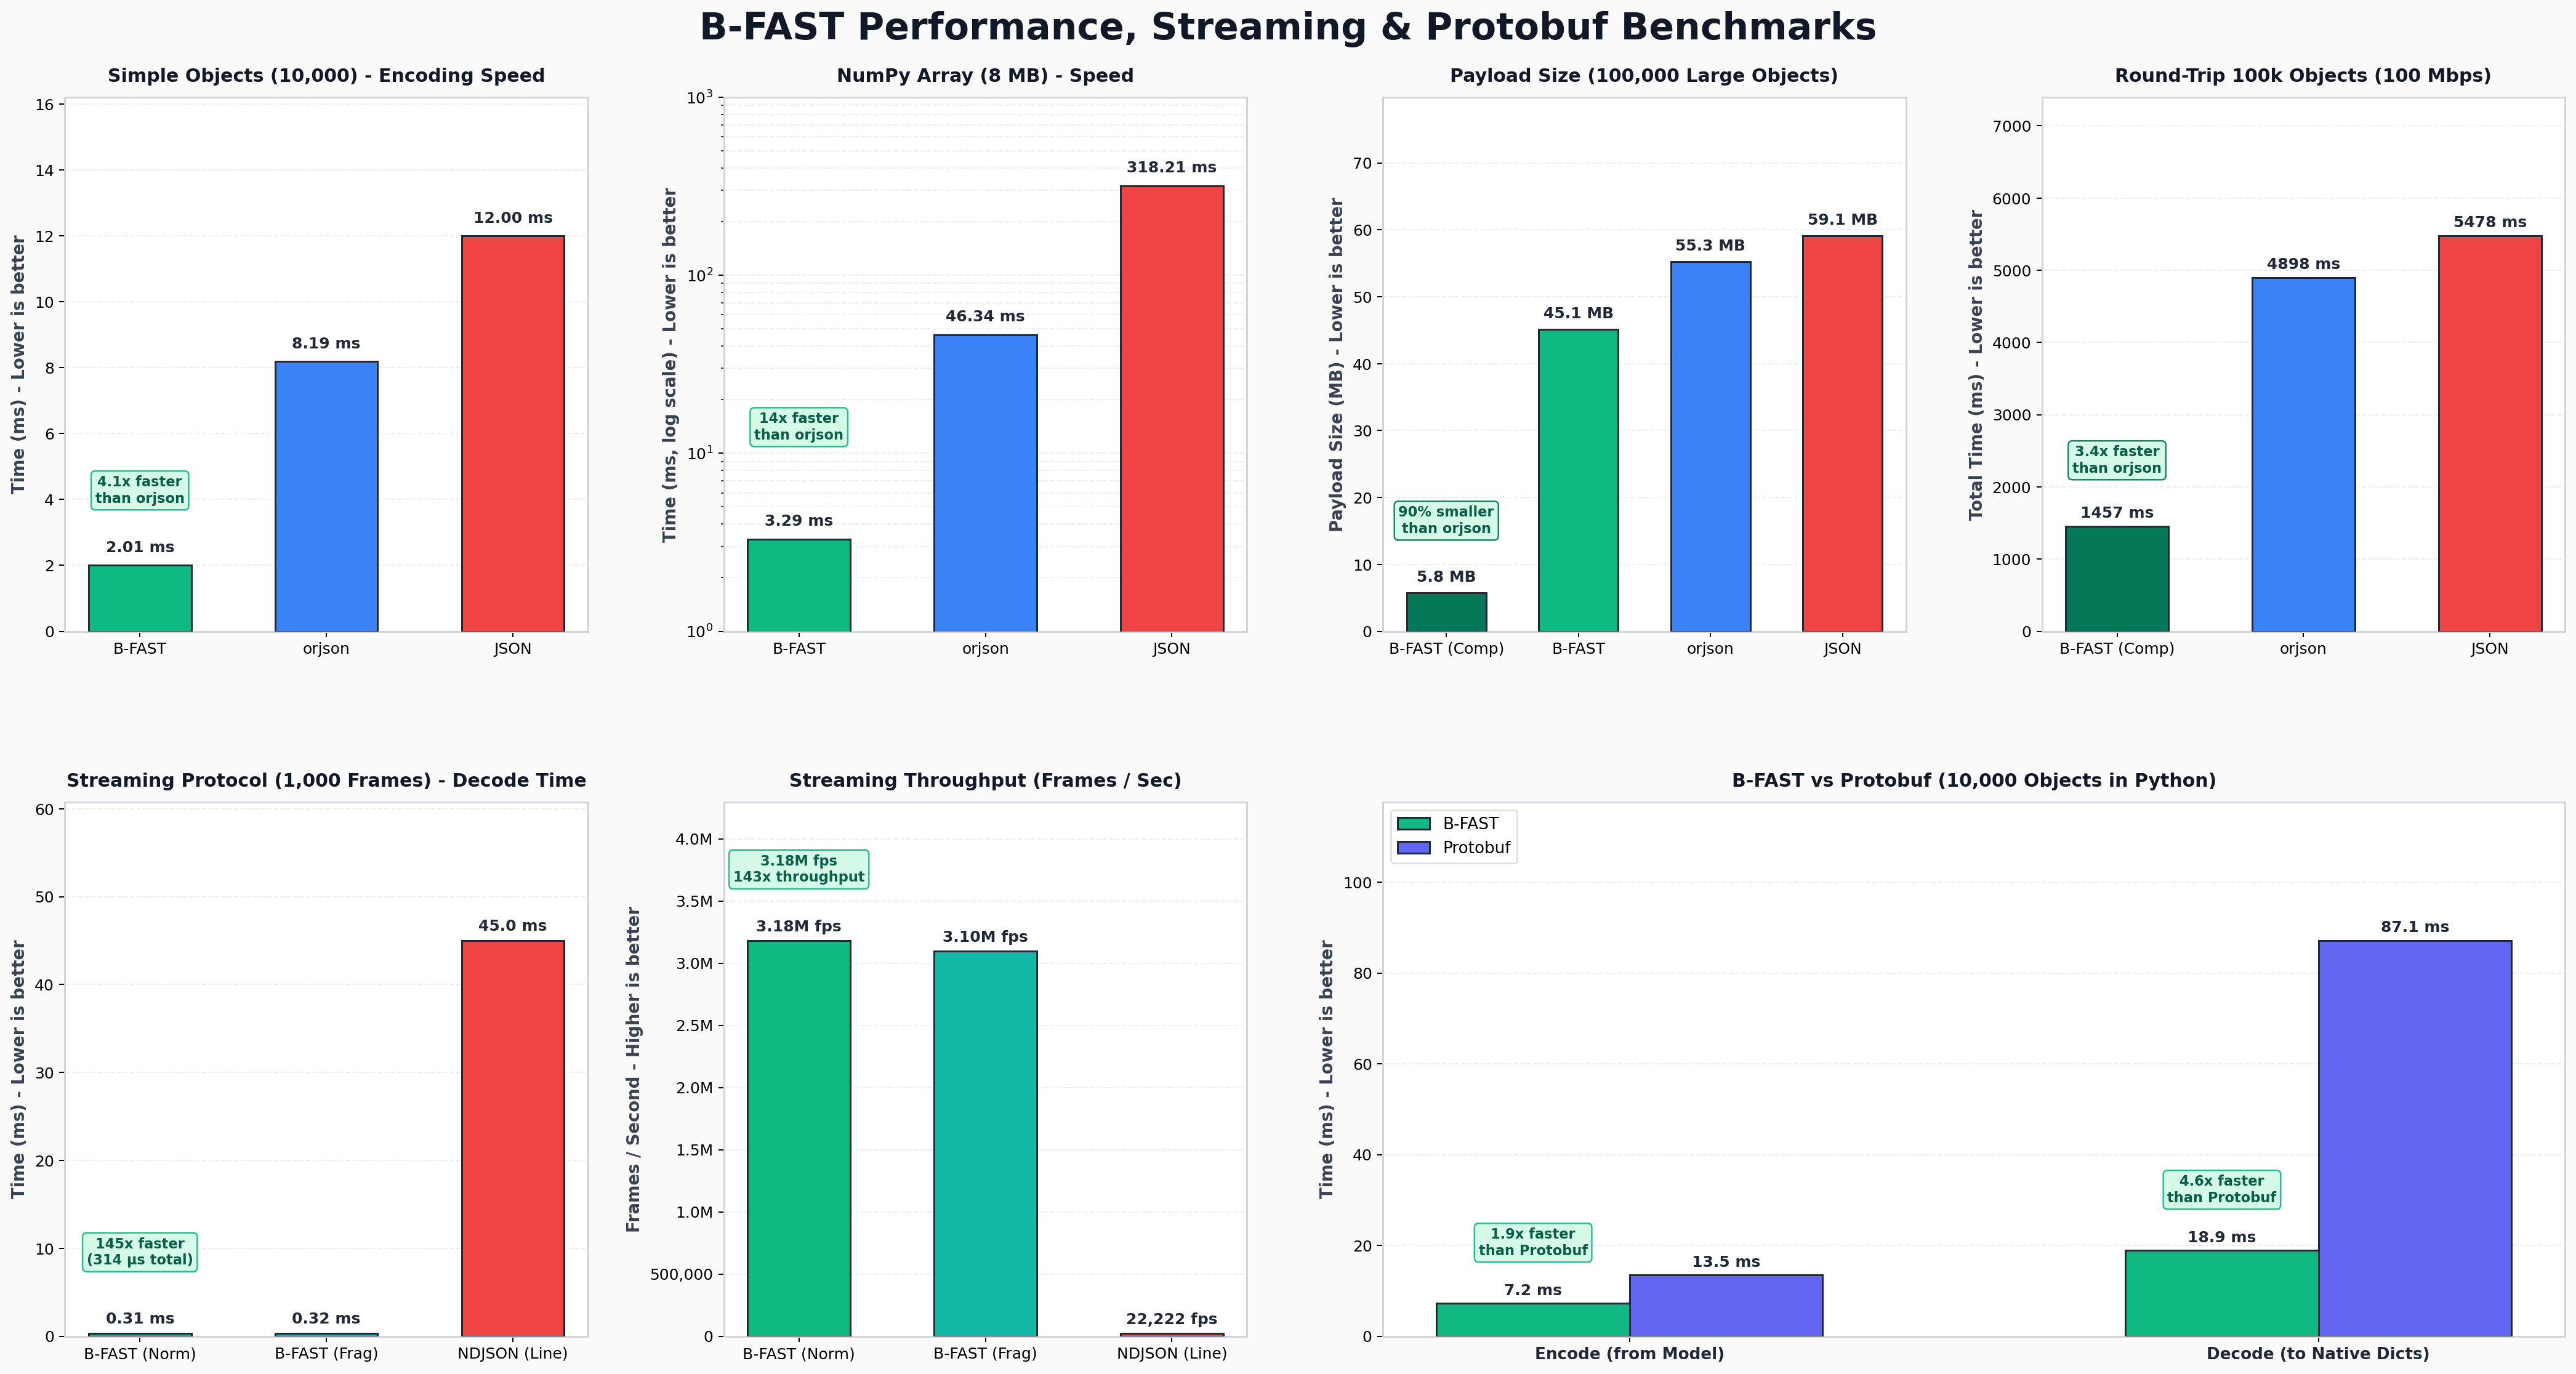 B-FAST Performance, Streaming & Protobuf Benchmarks
Simple Objects (10,000) - Encoding Speed
Time (ms) - Lower is better
16
14
12
10
8
6
4
2
0
4.1x faster
than orjson
2.01 ms
8.19 ms
12.00 ms
B-FAST
orjson
JSON
NumPy Array (8 MB) - Speed
Time (ms, log scale) - Lower is better
10³
10²
10¹
10⁰
14x faster
than orjson
3.29 ms
46.34 ms
318.21 ms
B-FAST
orjson
JSON
Payload Size (100,000 Large Objects)
Payload Size (MB) - Lower is better
70
60
50
40
30
20
10
0
90% smaller
than orjson
5.8 MB
45.1 MB
55.3 MB
59.1 MB
B-FAST (Comp)
B-FAST
orjson
JSON
Round-Trip 100k Objects (100 Mbps)
Total Time (ms) - Lower is better
7000
6000
5000
4000
3000
2000
1000
0
3.4x faster
than orjson
1457 ms
4898 ms
5478 ms
B-FAST (Comp)
orjson
JSON
Streaming Protocol (1,000 Frames) - Decode Time
Time (ms) - Lower is better
60
50
40
30
20
10
0
145x faster
(314 µs total)
0.31 ms
0.32 ms
45.0 ms
B-FAST (Norm)
B-FAST (Frag)
NDJSON (Line)
Streaming Throughput (Frames / Sec)
Frames / Second - Higher is better
4.0M
3.5M
3.0M
2.5M
2.0M
1.5M
1.0M
500,000
0
3.18M fps
143x throughput
3.18M fps
3.10M fps
22,222 fps
B-FAST (Norm)
B-FAST (Frag)
NDJSON (Line)
B-FAST vs Protobuf (10,000 Objects in Python)
Time (ms) - Lower is better
B-FAST
Protobuf
100
80
60
40
20
0
1.9x faster
than Protobuf
7.2 ms
13.5 ms
4.6x faster
than Protobuf
18.9 ms
87.1 ms
Encode (from Model)
Decode (to Native Dicts)